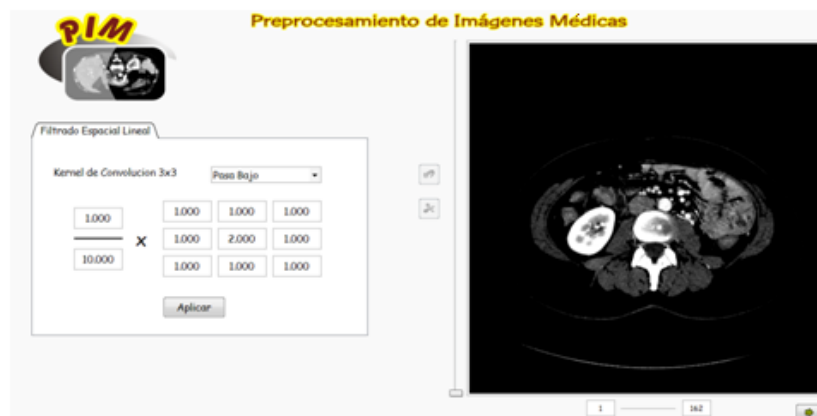 PIM
Preprocesamiento de Imágenes Médicas
Filtrado Espacial Lineal
Kernel de Convolucion 3x3 Pasa Bajo
1.000 1.000 1.000 1.000
X 1.000 2.000 1.000
10.000 1.000 1.000 1.000
Aplicar
1 162